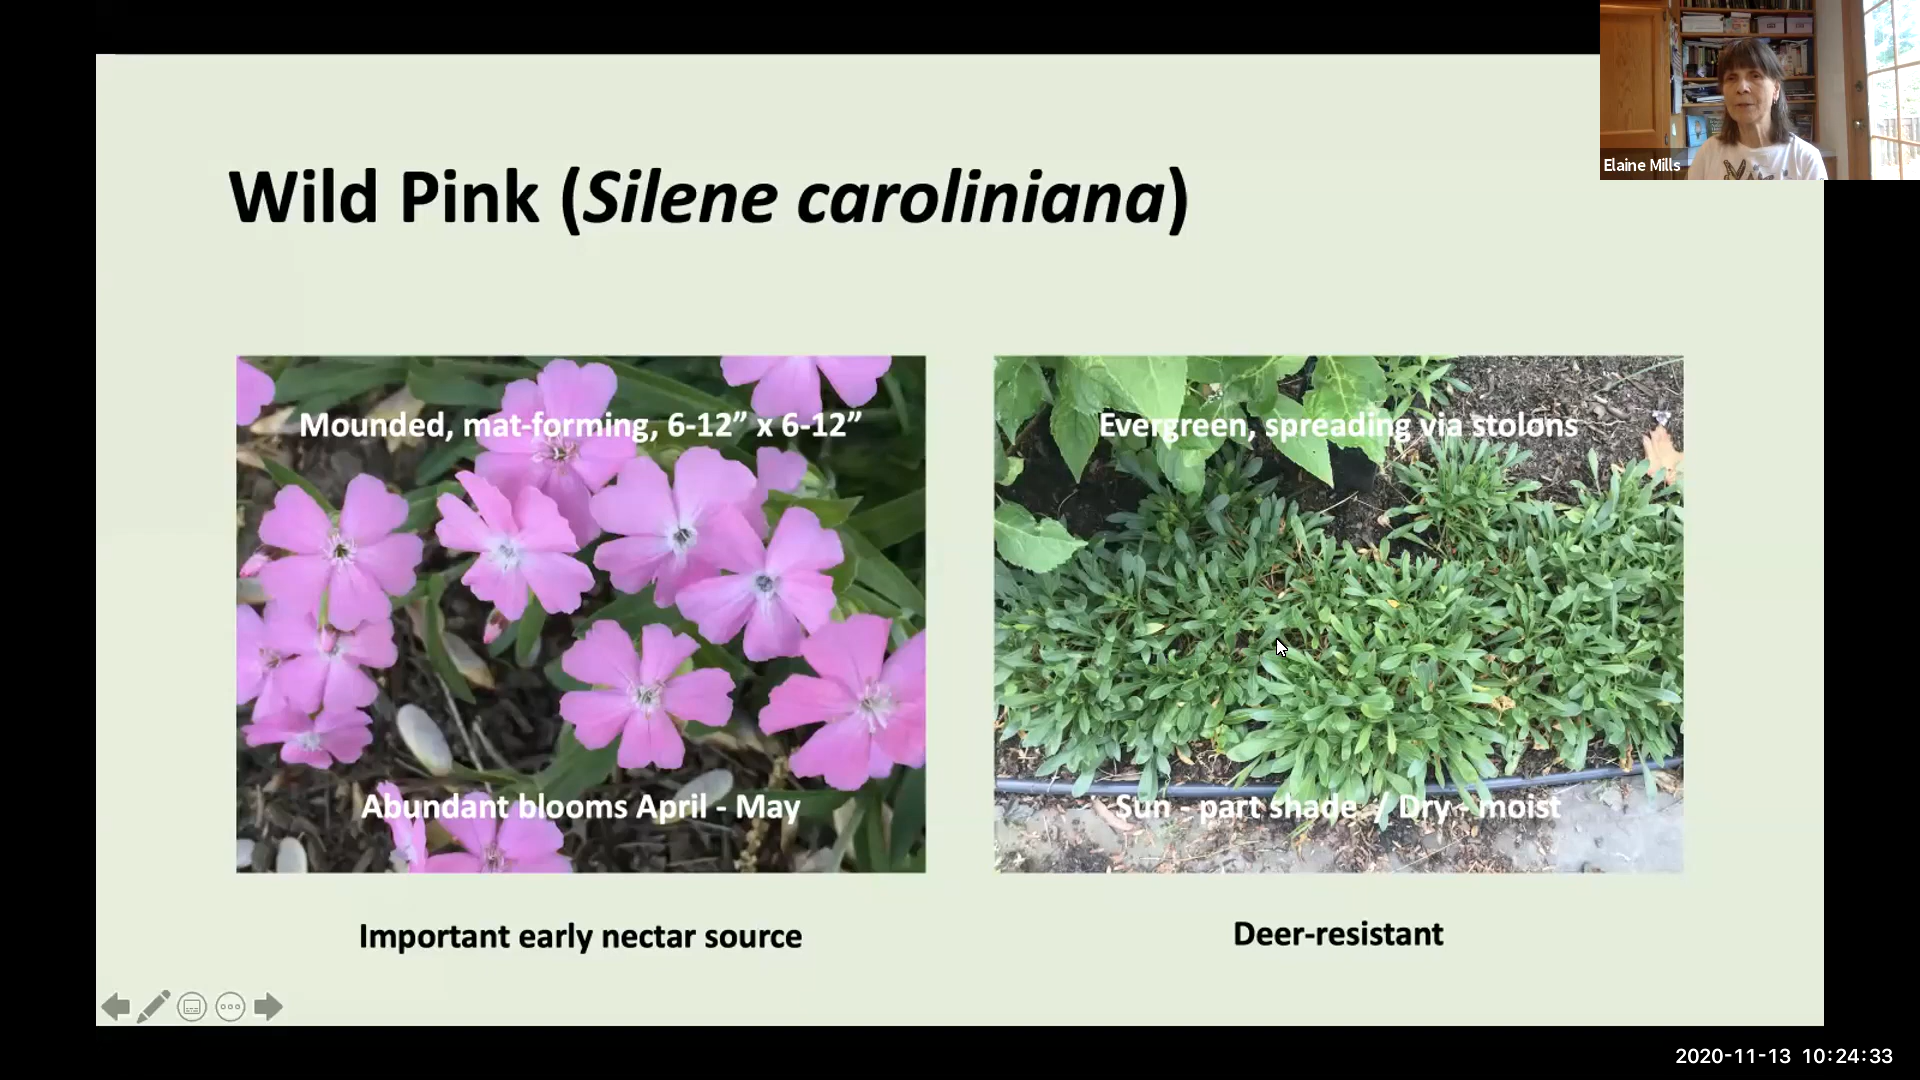 Elaine Mills
Wild Pink (Silene caroliniana)
Mounded, mat-forming, 6-12” x 6-12”
Abundant blooms April - May
Important early nectar source
Evergreen, spreading via stolons
Sun - part shade / Dry - moist
Deer-resistant
2020-11-13 10:24:33